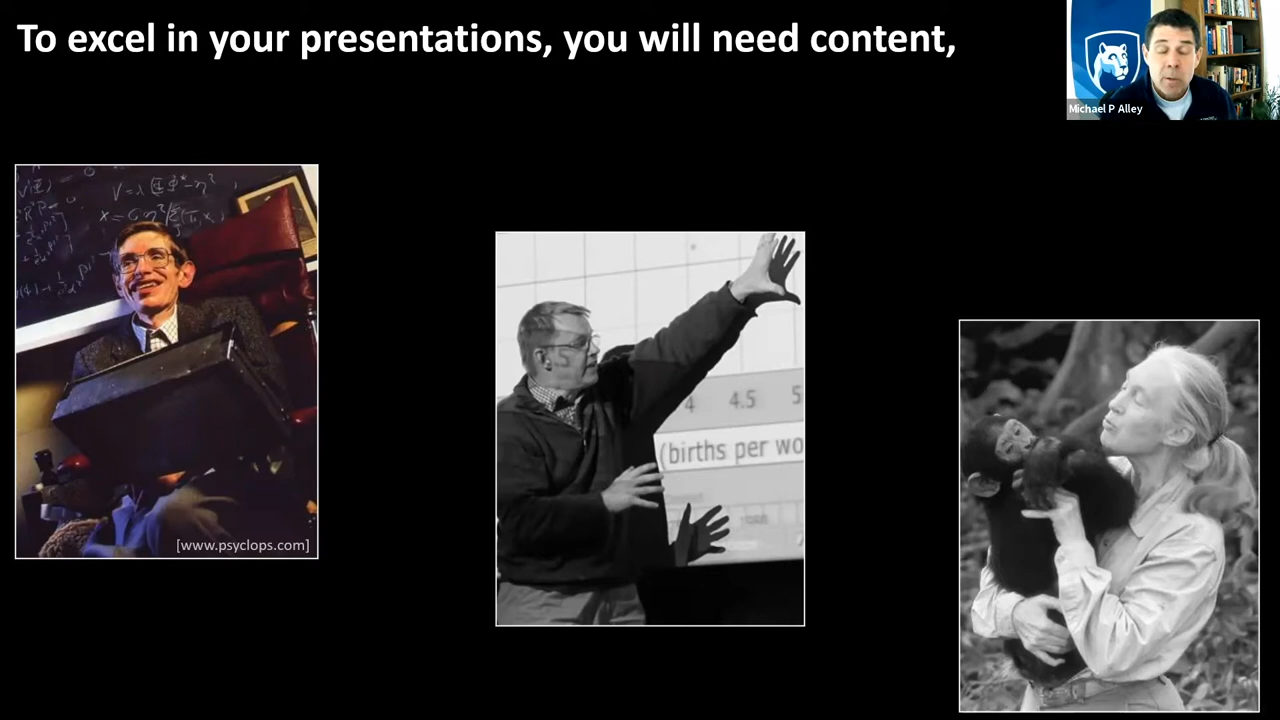 To excel in your presentations, you will need content,
Michael P Alley
[www.psyclops.com]
4 4.5 5
(births per wo